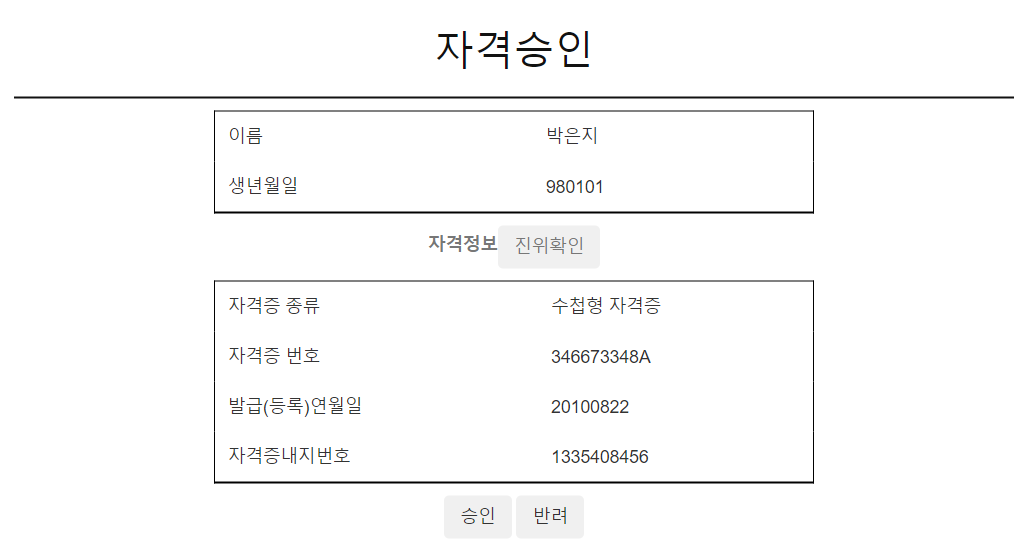 자격승인
이름 박은지
생년월일 980101
자격정보 진위확인
자격증 종류 수첩형 자격증
자격증 번호 346673348A
발급(등록)연월일 20100822
자격증내지번호 1335408456
승인 반려